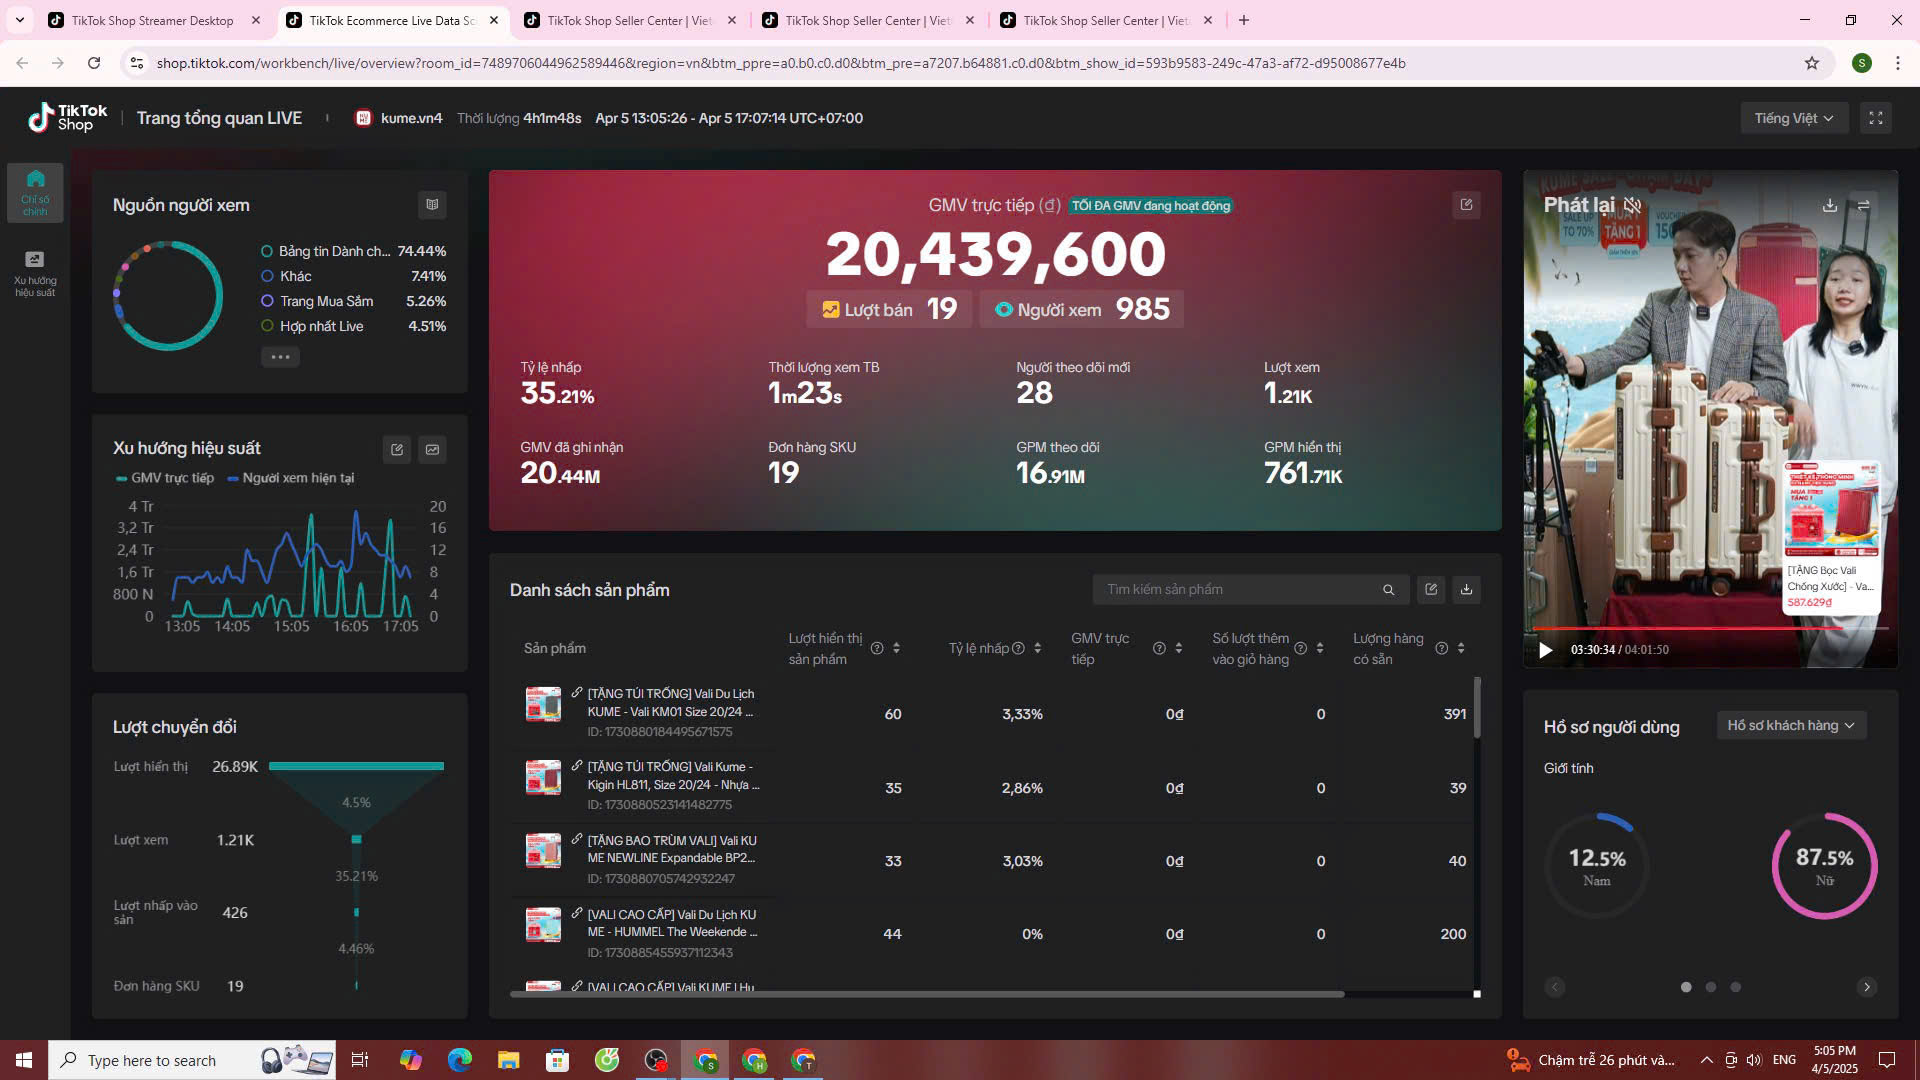 TikTok Shop Streamer Desktop
TikTok Ecommerce Live Data Sc
TikTok Shop Seller Center | Viet
TikTok Shop Seller Center | Viet
TikTok Shop Seller Center | Viet
shop.tiktok.com/workbench/live/overview?room_id=7489706044962589446&region=vn&btm_ppre=a0.b0.c0.d0&btm_pre=a7207.b64881.c0.d0&btm_show_id=593b9583-249c-47a3-af72-d95008677e4b
S
TikTok Shop
Trang tổng quan LIVE
kume.vn4
Thời lượng 4h1m48s
Apr 5 13:05:26 - Apr 5 17:07:14 UTC+07:00
Tiếng Việt
Chỉ số chính
Xu hướng hiệu suất
Nguồn người xem
Bảng tin Dành ch... 74.44%
Khác 7.41%
Trang Mua Sắm 5.26%
Hợp nhất Live 4.51%
Xu hướng hiệu suất
GMV trực tiếp
Người xem hiện tại
4 Tr 20
3,2 Tr 16
2,4 Tr 12
1,6 Tr 8
800 N 4
0 0
13:05 14:05 15:05 16:05 17:05
Lượt chuyển đổi
Lượt hiển thị 26.89K
4.5%
Lượt xem 1.21K
35.21%
Lượt nhấp vào sản 426
4.46%
Đơn hàng SKU 19
GMV trực tiếp (₫) TỐI ĐA GMV đang hoạt động
20,439,600
Lượt bán 19
Người xem 985
Tỷ lệ nhấp
35.21%
Thời lượng xem TB
1m23s
Người theo dõi mới
28
Lượt xem
1.21K
GMV đã ghi nhận
20.44M
Đơn hàng SKU
19
GPM theo dõi
16.91M
GPM hiển thị
761.71K
Danh sách sản phẩm
Tìm kiếm sản phẩm
Sản phẩm
Lượt hiển thị sản phẩm
Tỷ lệ nhấp
GMV trực tiếp
Số lượt thêm vào giỏ hàng
Lượng hàng có sẵn
[TẶNG TÚI TRỐNG] Vali Du Lịch
KUME - Vali KM01 Size 20/24 ...
ID: 1730880184495671575
60 3,33% 0₫ 0 391
[TẶNG TÚI TRỐNG] Vali Kume -
Kigin HL811, Size 20/24 - Nhựa ...
ID: 1730880523141482775
35 2,86% 0₫ 0 39
[TẶNG BAO TRÙM VALI] Vali KU
ME NEWLINE Expandable BP2...
ID: 1730880705742932247
33 3,03% 0₫ 0 40
[VALI CAO CẤP] Vali Du Lịch KU
ME - HUMMEL The Weekende ...
ID: 1730885455937112343
44 0% 0₫ 0 200
[VALI CAO CẤP] Vali KUME | Hu
Phát lại
UP TO 70%
MUA
TẶNG 1
[TẶNG Bọc Vali
Chống Xước] - Va...
587.629₫
03:30:34 / 04:01:50
Hồ sơ người dùng
Hồ sơ khách hàng
Giới tính
12.5%
Nam
87.5%
Nữ
Type here to search
Chậm trễ 26 phút và...
ENG
5:05 PM
4/5/2025